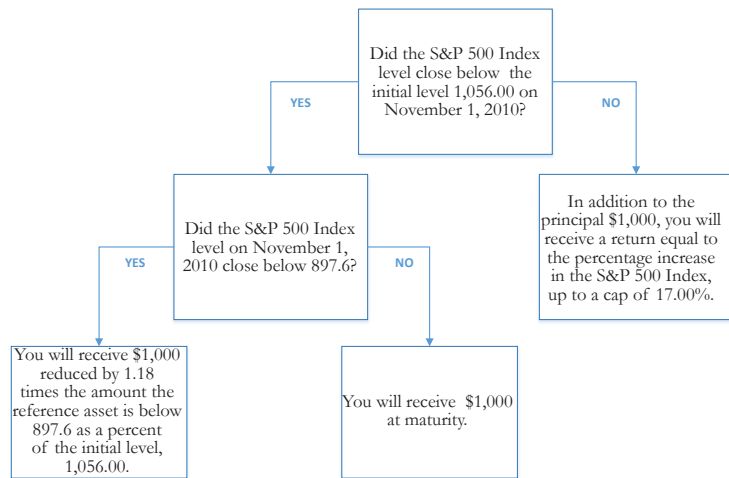 Did the S&P 500 Index
level close below the
initial level 1,056.00 on
November 1, 2010?
YES
NO
Did the S&P 500 Index
level on November 1,
2010 close below 897.6?
In addition to the
principal $1,000, you will
receive a return equal to
the percentage increase
in the S&P 500 Index,
up to a cap of 17.00%.
YES
NO
You will receive $1,000
reduced by 1.18
times the amount the
reference asset is below
897.6 as a percent
of the initial level,
1,056.00.
You will receive $1,000
at maturity.